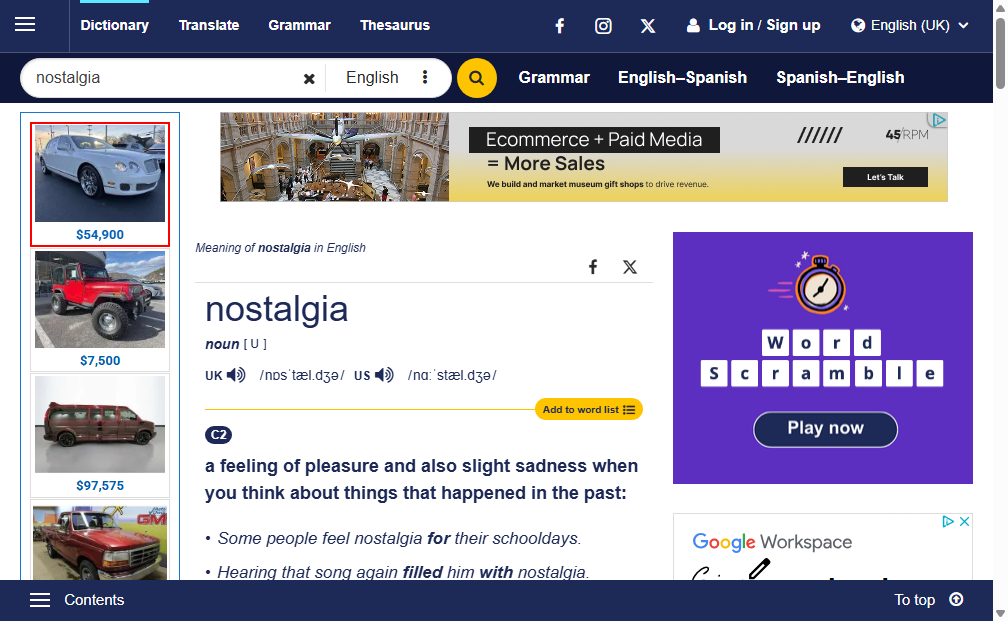 Dictionary Translate Grammar Thesaurus Log in / Sign up English (UK)
nostalgia English Grammar English–Spanish Spanish–English
$54,900
$7,500
$97,575
GM
Ecommerce + Paid Media
= More Sales
We build and market museum gift shops to drive revenue.
45/RPM
Let's Talk
Meaning of nostalgia in English
nostalgia
noun [ U ]
UK /nɒsˈtæl.dʒə/ US /nɑːˈstæl.dʒə/
Add to word list
C2
a feeling of pleasure and also slight sadness when
you think about things that happened in the past:
• Some people feel nostalgia for their schooldays.
• Hearing that song again filled him with nostalgia.
Word
Scramble
Play now
Google Workspace
Contents To top